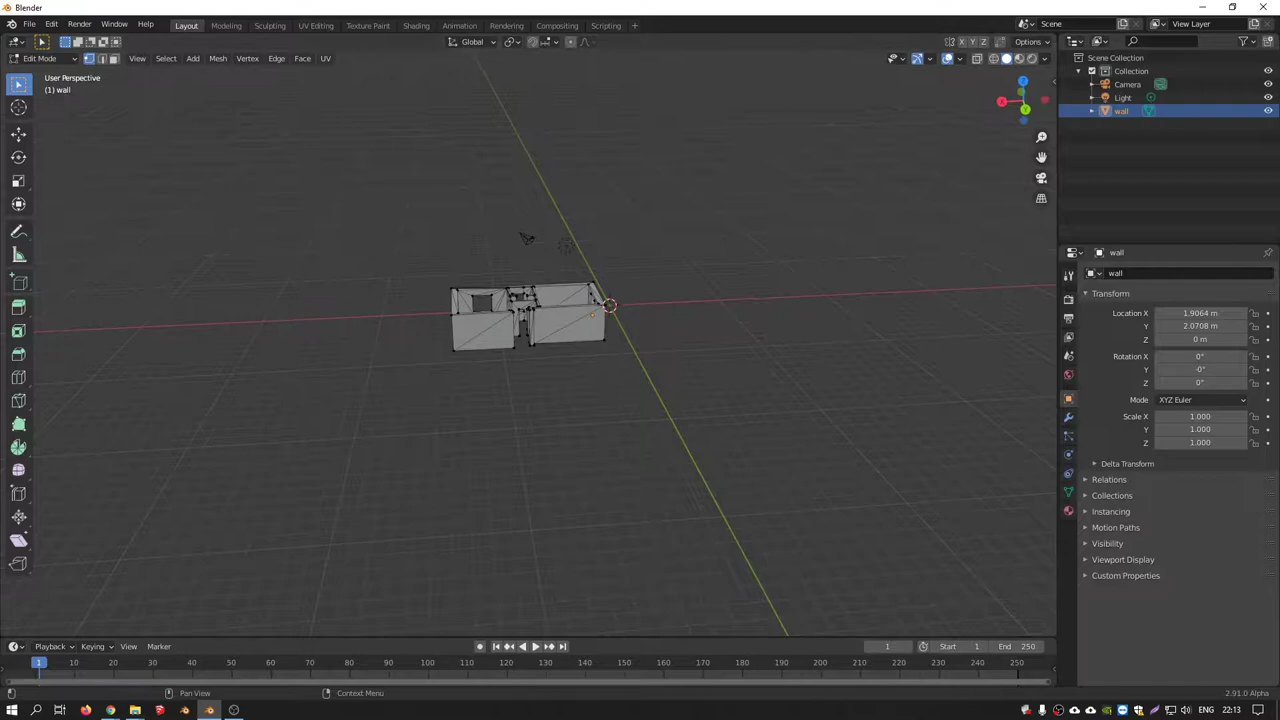 Blender
File Edit Render Window Help
Layout Modeling Sculpting UV Editing Texture Paint Shading Animation Rendering Compositing Scripting +
Scene
View Layer
Global
X Y Z
Options
Edit Mode
View Select Add Mesh Vertex Edge Face UV
User Perspective
(1) wall
X
Y
Z
Scene Collection
Collection
Camera
Light
wall
wall
wall
Transform
Location X 1.9064 m
Y 2.0708 m
Z 0 m
Rotation X 0°
Y -0°
Z 0°
Mode XYZ Euler
Scale X 1.000
Y 1.000
Z 1.000
Delta Transform
Relations
Collections
Instancing
Motion Paths
Visibility
Viewport Display
Custom Properties
Playback Keying View Marker
1
Start 1
End 250
1 10 20 30 40 50 60 70 80 90 100 110 120 130 140 150 160 170 180 190 200 210 220 230 240 250
Pan View
Context Menu
2.91.0 Alpha
ENG 22:13